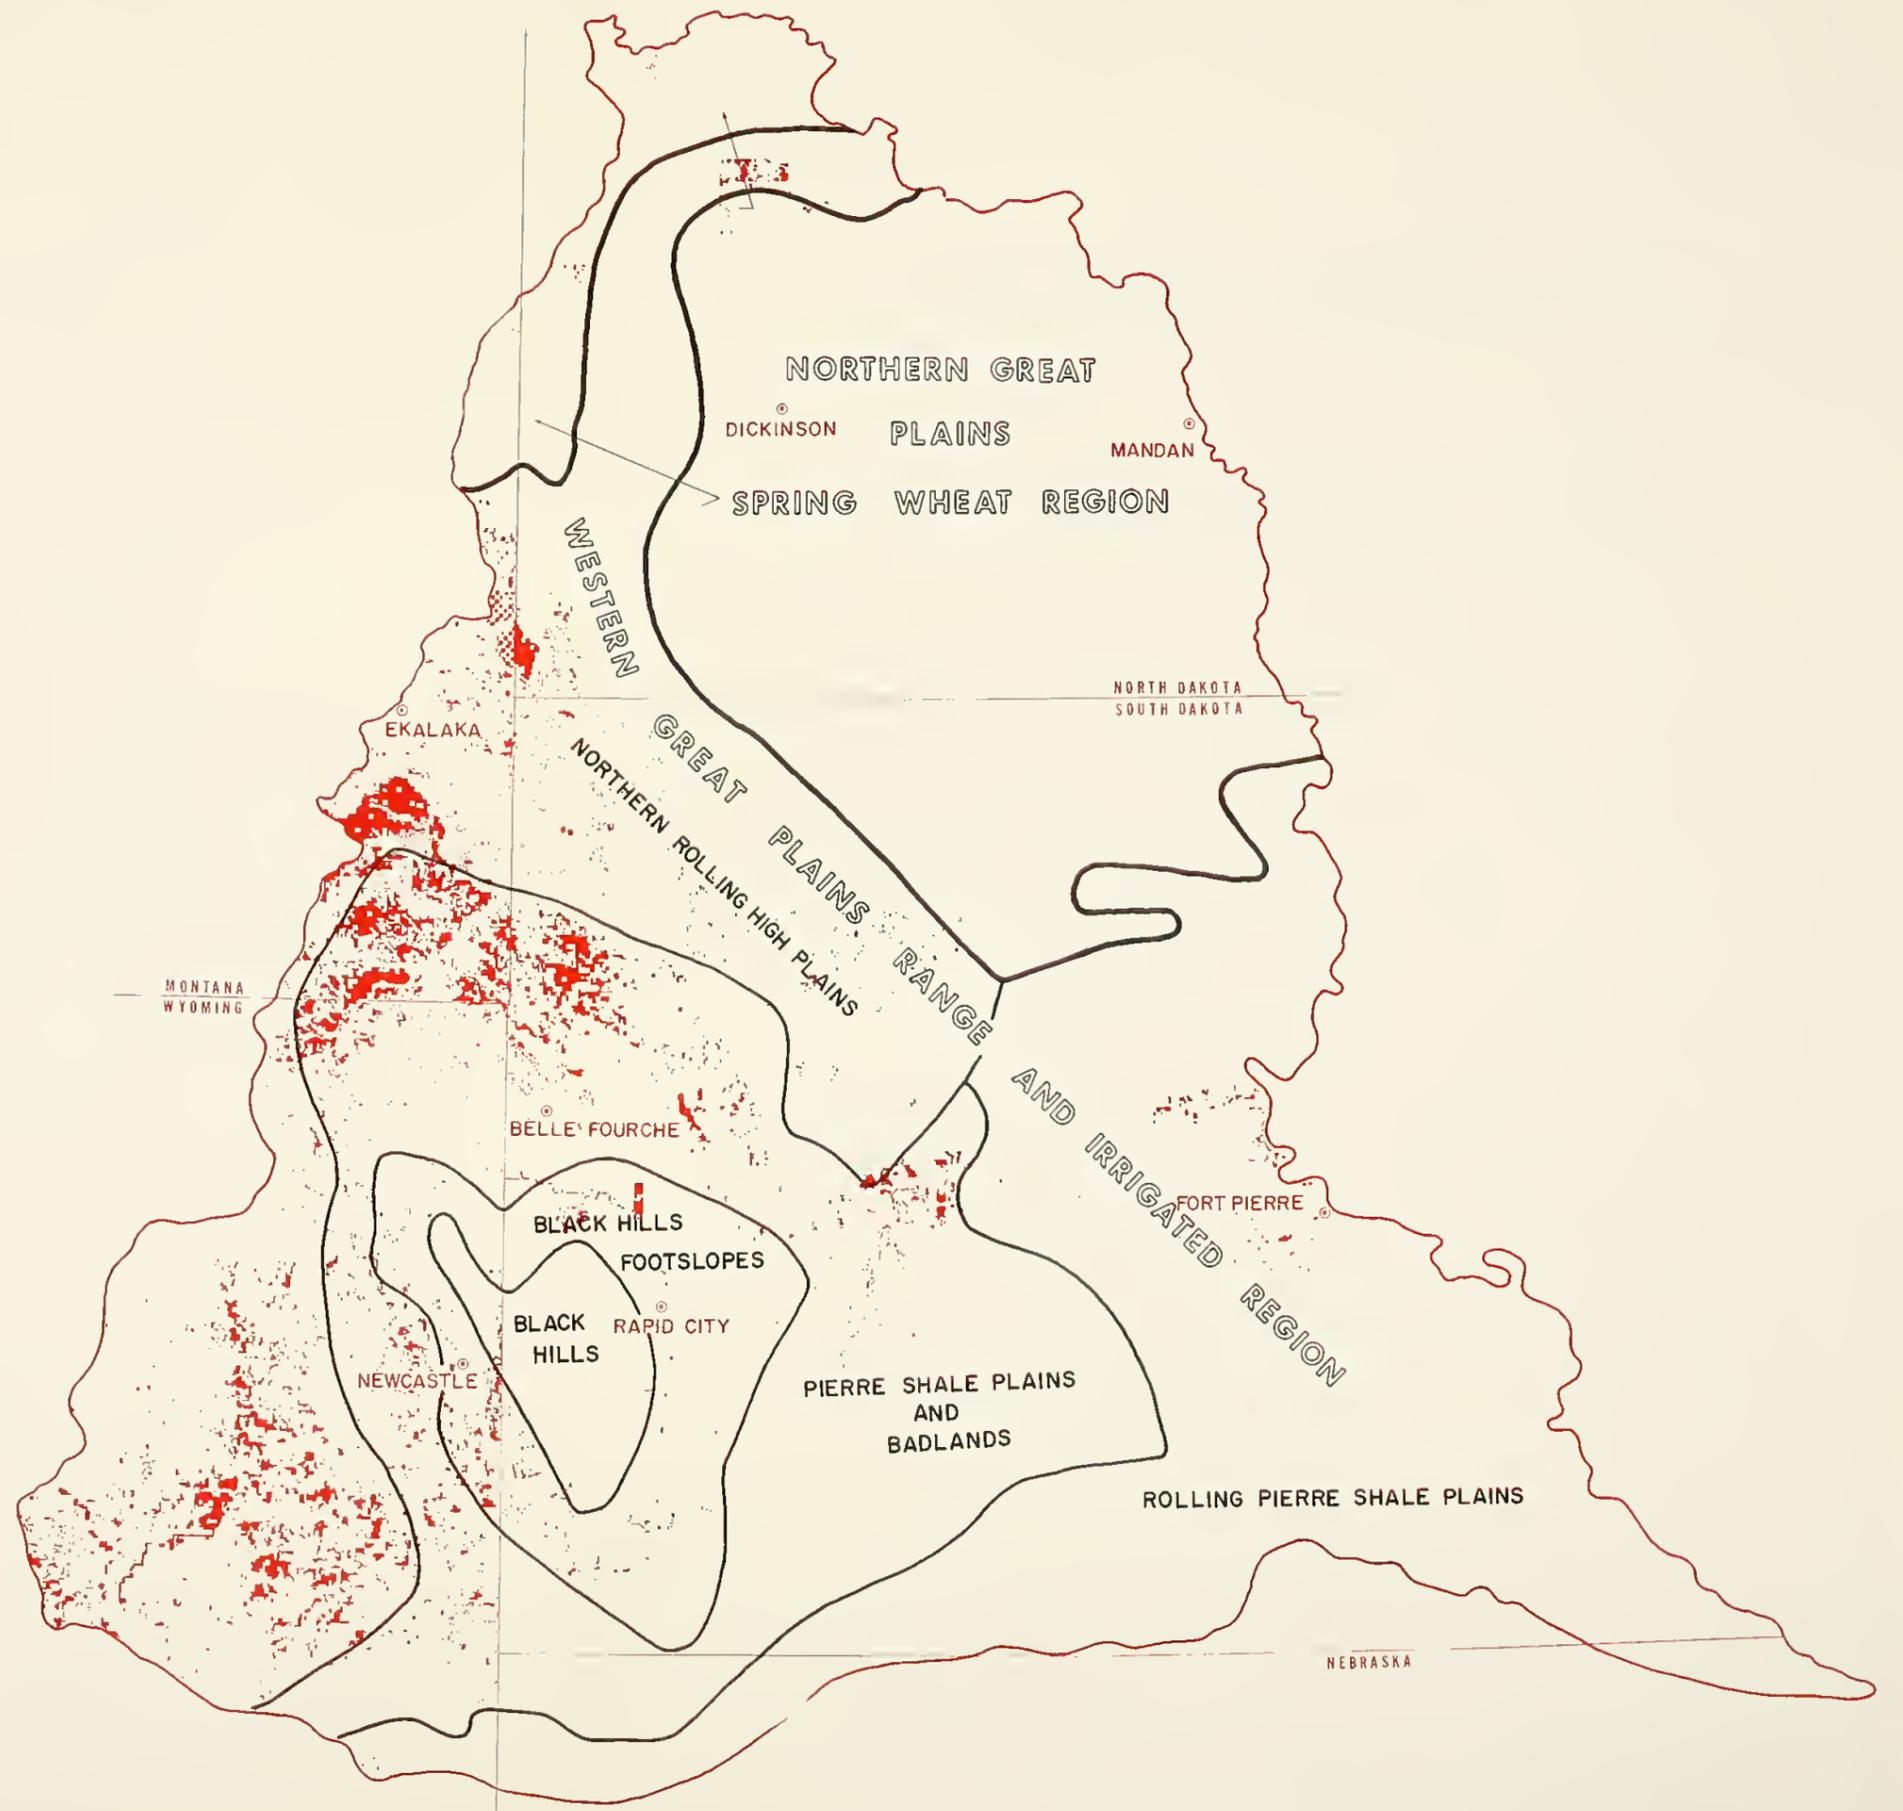 NORTHERN GREAT
DICKINSON
PLAINS
MANDAN
SPRING WHEAT REGION
WESTERN
GREAT PLAINS RANGE
AND IRRIGATED REGION
NORTH DAKOTA
SOUTH DAKOTA
EKALAKA
NORTHERN ROLLING HIGH PLAINS
MONTANA
WYOMING
BELLE FOURCHE
FORT PIERRE
BLACK HILLS
FOOTSLOPES
BLACK
HILLS
RAPID CITY
NEWCASTLE
PIERRE SHALE PLAINS
AND
BADLANDS
ROLLING PIERRE SHALE PLAINS
NEBRASKA